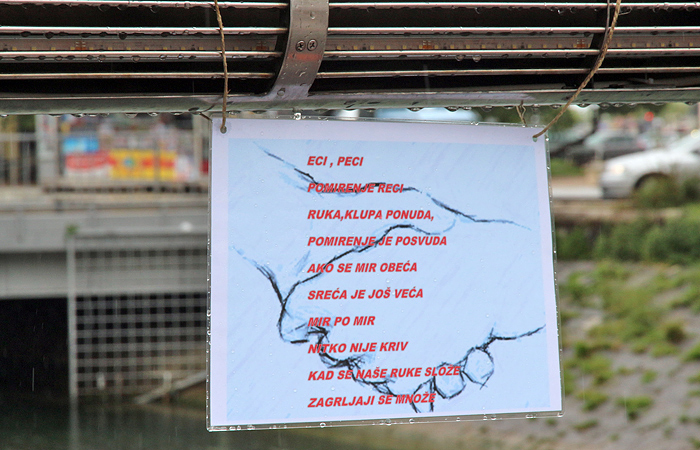 ECI , PECI
POMIRENJE RECI
RUKA,KLUPA PONUDA,
POMIRENJE JE POSVUDA
AKO SE MIR OBEĆA
SREĆA JE JOŠ VEĆA
MIR PO MIR
NITKO NIJE KRIV
KAD SE NAŠE RUKE SLOŽE
ZAGRLJAJI SE MNOŽE